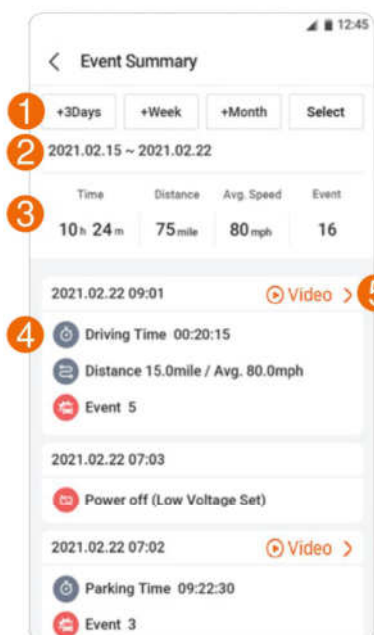 12:45
< Event Summary
1 +3Days +Week +Month Select
2 2021.02.15 ~ 2021.02.22
Time Distance Avg. Speed Event
3 10h 24m 75mile 80mph 16
2021.02.22 09:01 Video > 5
4 Driving Time 00:20:15
Distance 15.0mile / Avg. 80.0mph
Event 5
2021.02.22 07:03
Power off (Low Voltage Set)
2021.02.22 07:02 Video >
Parking Time 09:22:30
Event 3